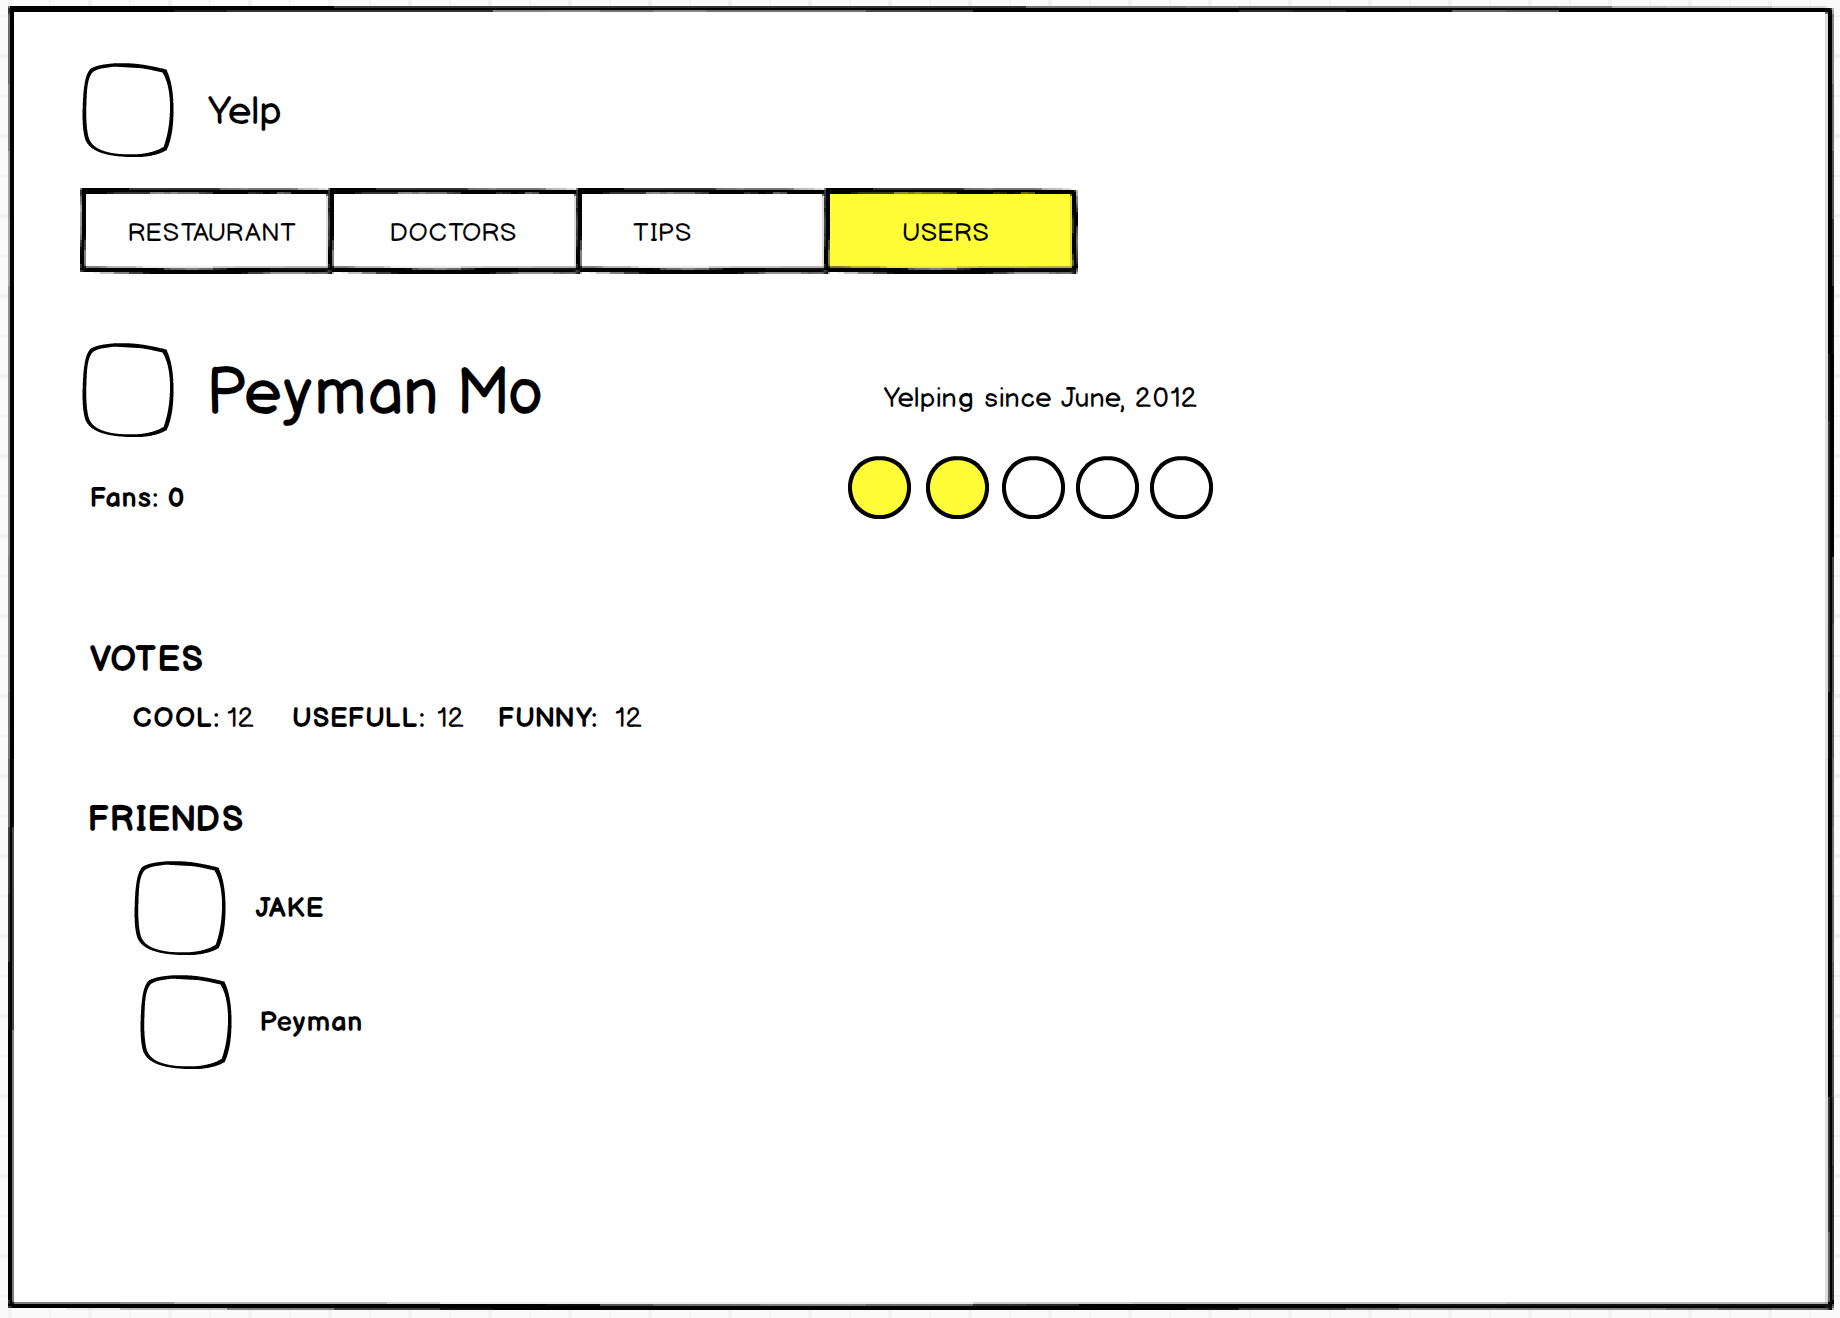 Yelp
RESTAURANT DOCTORS TIPS USERS
Peyman Mo
Yelping since June, 2012
Fans: 0
VOTES
COOL: 12 USEFULL: 12 FUNNY: 12
FRIENDS
JAKE
Peyman